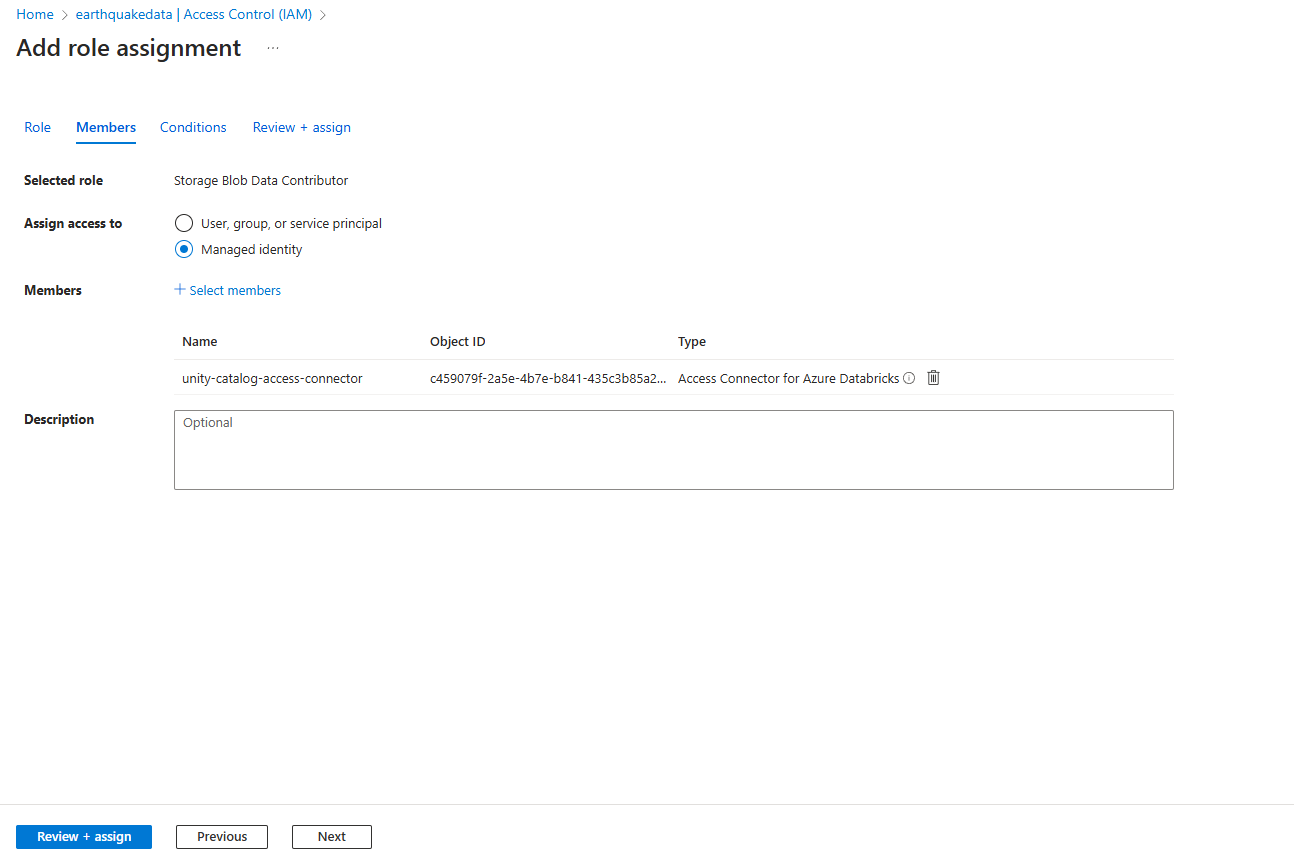 Home > earthquakedata | Access Control (IAM) >
Add role assignment ...
Role Members Conditions Review + assign
Selected role Storage Blob Data Contributor
Assign access to User, group, or service principal
Managed identity
Members + Select members
Name Object ID Type
unity-catalog-access-connector c459079f-2a5e-4b7e-b841-435c3b85a2... Access Connector for Azure Databricks
Description Optional
Review + assign Previous Next